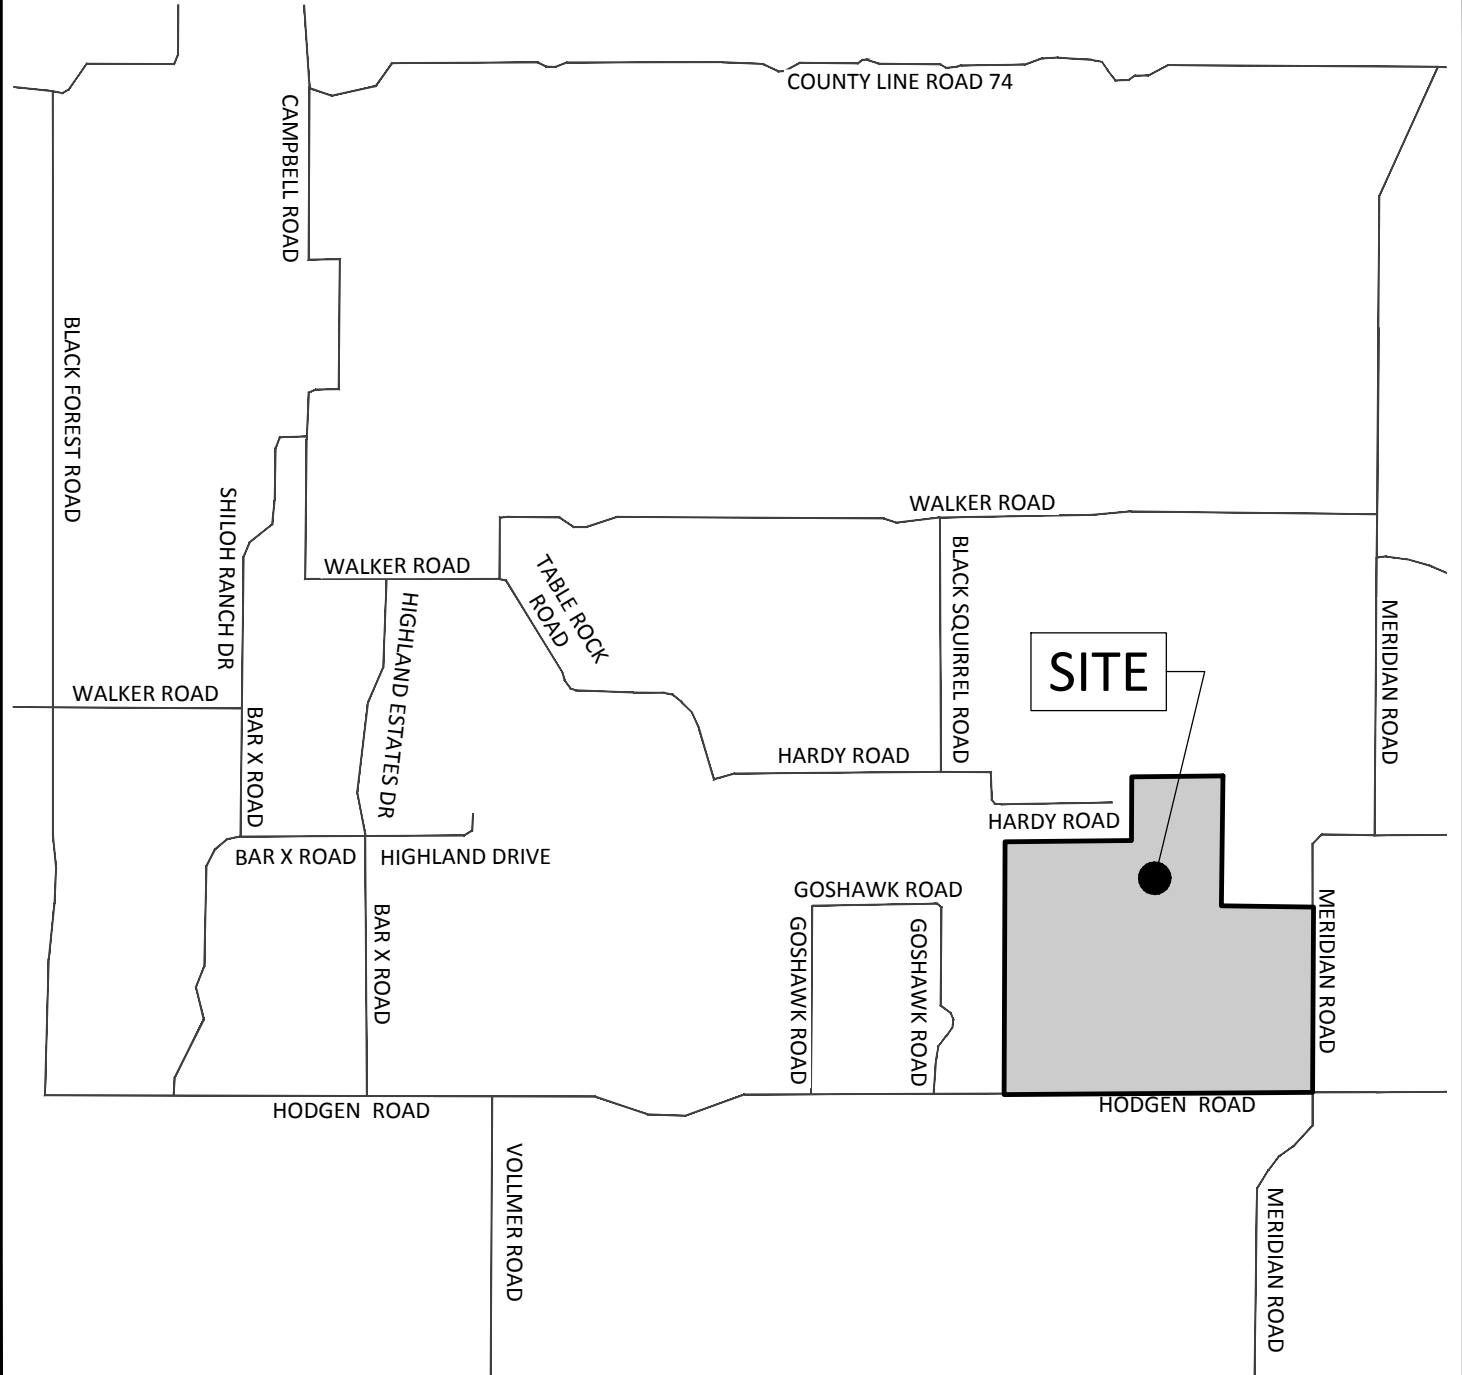 COUNTY LINE ROAD 74
CAMPBELL ROAD
BLACK FOREST ROAD
SHILOH RANCH DR
WALKER ROAD
WALKER ROAD
TABLE ROCK
ROAD
HIGHLAND ESTATES DR
BLACK SQUIRREL ROAD
MERIDIAN ROAD
SITE
WALKER ROAD
BAR X ROAD
HARDY ROAD
HARDY ROAD
BAR X ROAD
HIGHLAND DRIVE
GOSHAWK ROAD
BAR X ROAD
GOSHAWK ROAD
GOSHAWK ROAD
MERIDIAN ROAD
HODGEN ROAD
HODGEN ROAD
VOLLMER ROAD
MERIDIAN ROAD